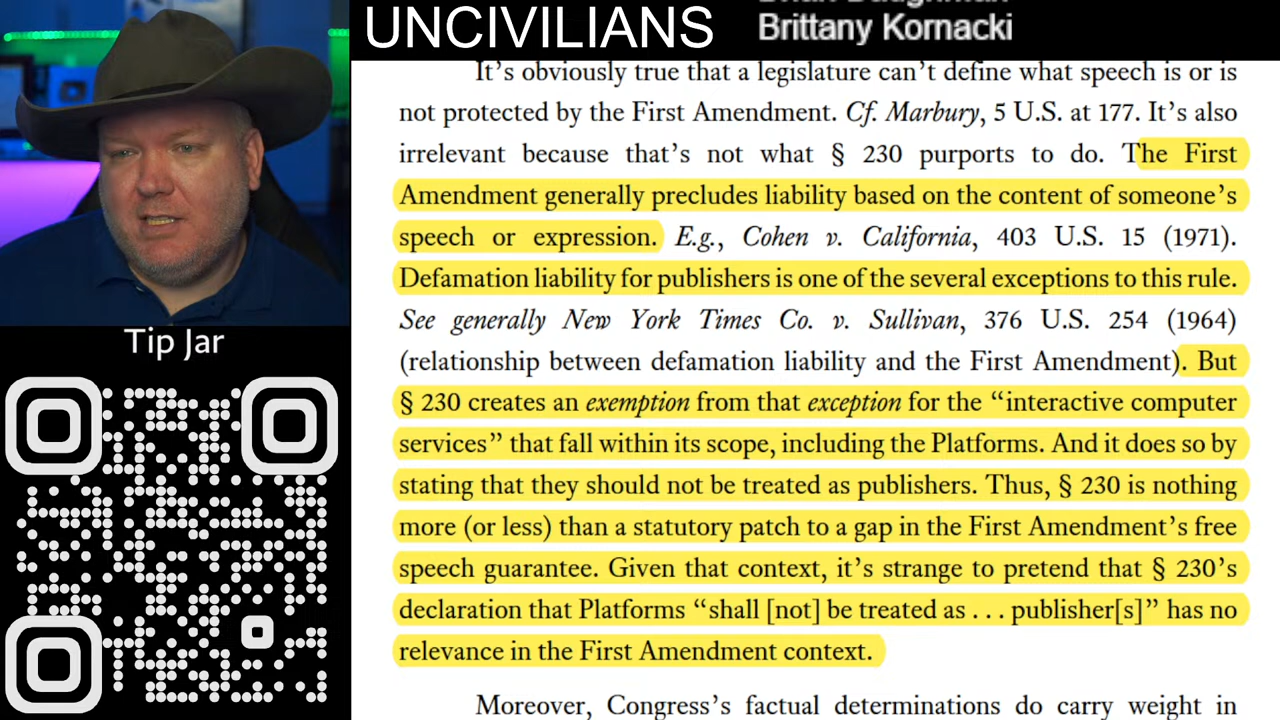 UNCIVILIANS
Brittany Kornacki
Tip Jar
It’s obviously true that a legislature can’t define what speech is or is
not protected by the First Amendment. Cf. Marbury, 5 U.S. at 177. It’s also
irrelevant because that’s not what § 230 purports to do. The First
Amendment generally precludes liability based on the content of someone’s
speech or expression. E.g., Cohen v. California, 403 U.S. 15 (1971).
Defamation liability for publishers is one of the several exceptions to this rule.
See generally New York Times Co. v. Sullivan, 376 U.S. 254 (1964)
(relationship between defamation liability and the First Amendment). But
§ 230 creates an exemption from that exception for the “interactive computer
services” that fall within its scope, including the Platforms. And it does so by
stating that they should not be treated as publishers. Thus, § 230 is nothing
more (or less) than a statutory patch to a gap in the First Amendment’s free
speech guarantee. Given that context, it’s strange to pretend that § 230’s
declaration that Platforms “shall [not] be treated as . . . publisher[s]” has no
relevance in the First Amendment context.
Moreover, Congress’s factual determinations do carry weight in